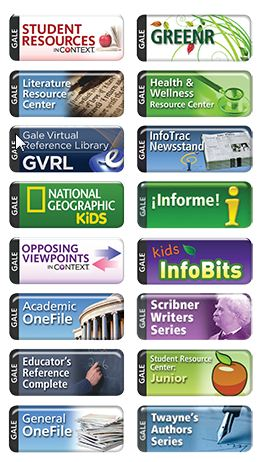 GALE
STUDENT
RESOURCES
IN CONTEXT
GALE
GREENR
GALE
Literature
Resource
Center
GALE
Health &
Wellness
Resource Center
GALE
Gale Virtual
Reference Library
GVRL
GALE
InfoTrac
Newsstand
GALE
NATIONAL
GEOGRAPHIC
KiDS
GALE
¡Informe!
GALE
OPPOSING
VIEWPOINTS
IN CONTEXT
GALE
kids
InfoBits
GALE
Academic
OneFile
GALE
Scribner
Writers
Series
GALE
Educator's
Reference
Complete
GALE
Student Resource
Center:
Junior
GALE
General
OneFile
GALE
Twayne's
Authors
Series